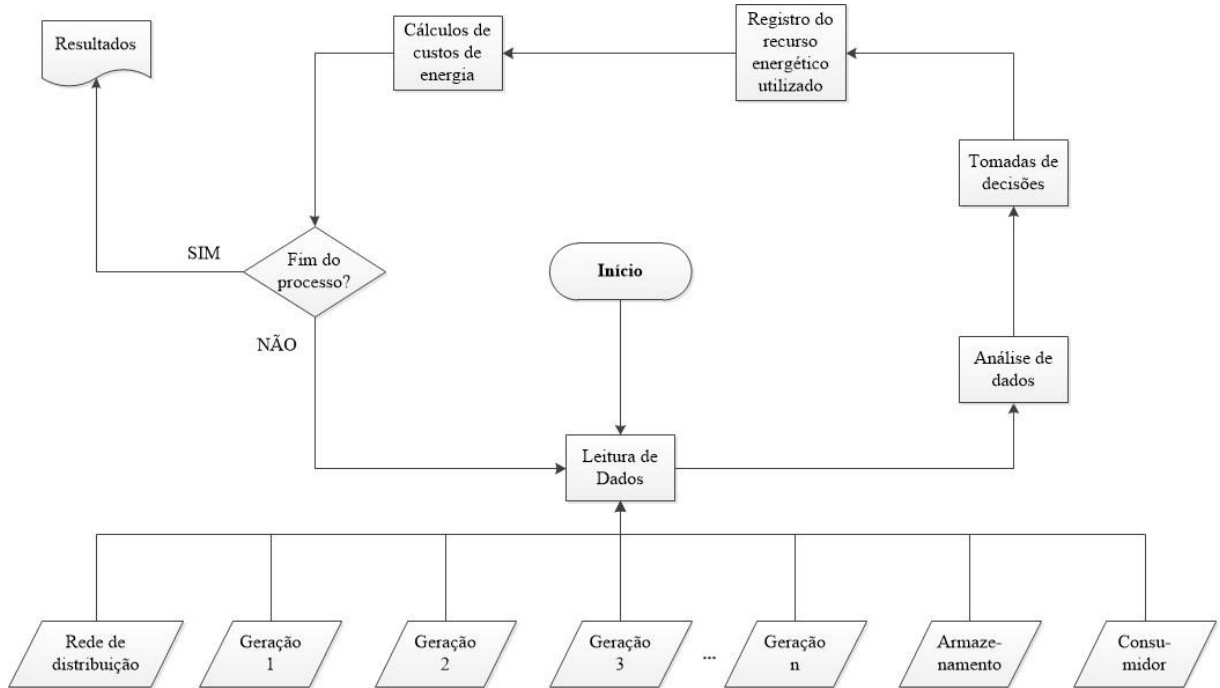 Resultados
Cálculos de
custos de
energia
Registro do
recurso
energético
utilizado
Tomadas de
decisões
SIM
Fim do
processo?
Início
NÃO
Análise de
dados
Leitura de
Dados
Rede de
distribuição
Geração
1
Geração
2
Geração
3
...
Geração
n
Armaze-
namento
Consu-
midor